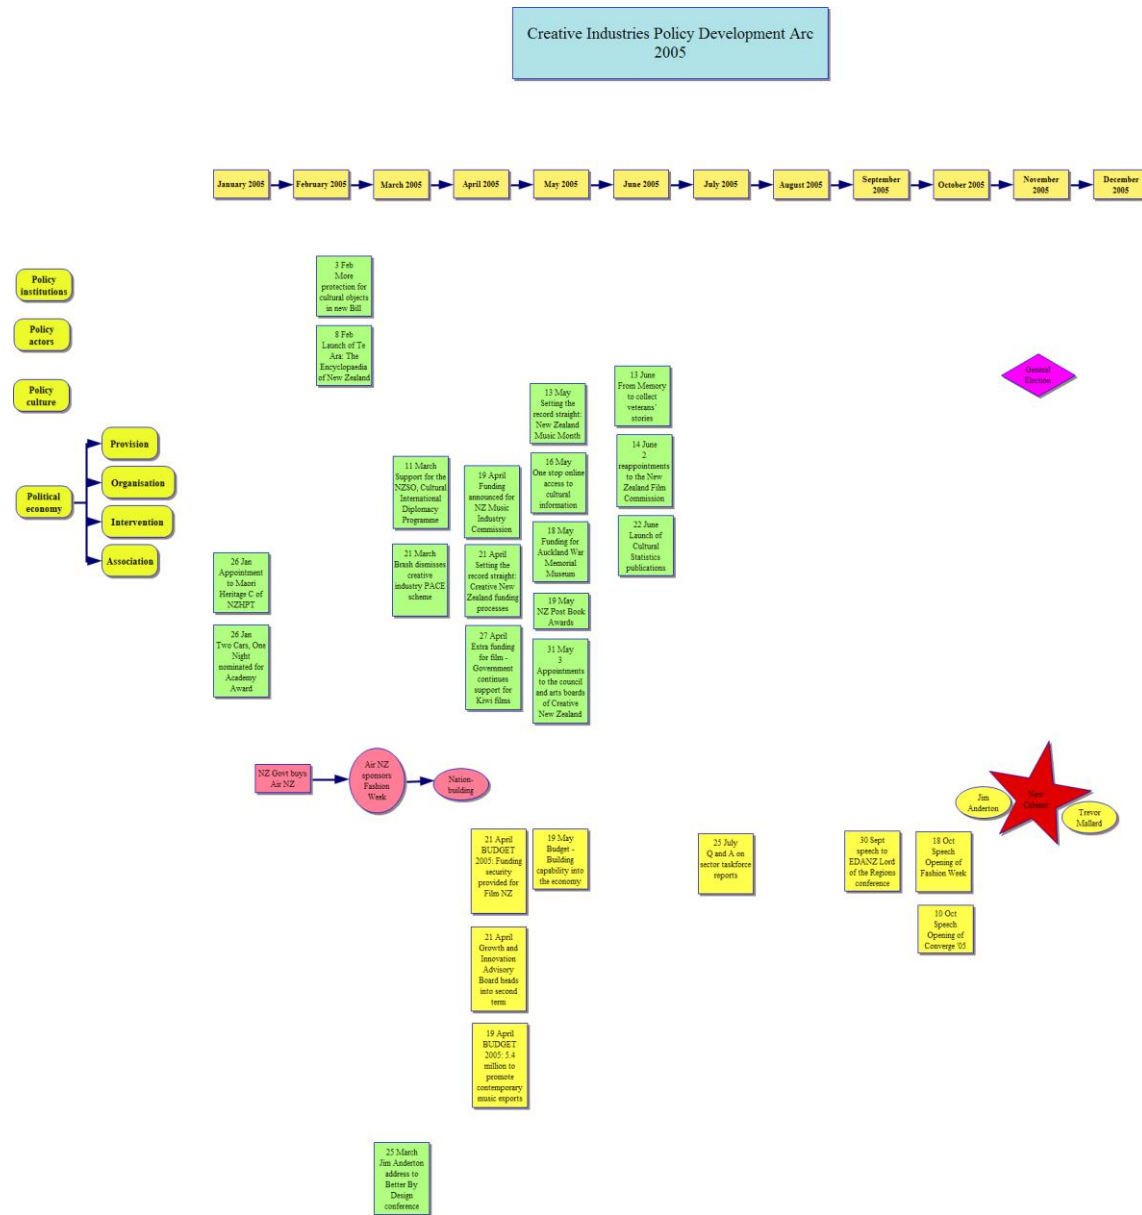 Creative Industries Policy Development Arc
2005
January 2005
February 2005
March 2005
April 2005
May 2005
June 2005
July 2005
August 2005
September
2005
October 2005
November
2005
December
2005
Policy
institutions
Policy
actors
Policy
culture
Political
economy
Provision
Organisation
Intervention
Association
26 Jan
Appointment
to Maori
Heritage C of
NZHPT
26 Jan
Two Cars, One
Night
nominated for
Academy
Award
3 Feb
More
protection for
cultural objects
in new Bill
8 Feb
Launch of Te
Ara: The
Encyclopaedia
of New Zealand
11 March
Support for the
NZSO, Cultural
International
Diplomacy
Programme
21 March
Brash dismisses
creative
industry PACE
scheme
19 April
Funding
announced for
NZ Music
Industry
Commission
21 April
Setting the
record straight:
Creative New
Zealand funding
processes
27 April
Extra funding
for film -
Government
continues
support for
Kiwi films
13 May
Setting the
record straight:
New Zealand
Music Month
16 May
One stop online
access to
cultural
information
18 May
Funding for
Auckland War
Memorial
Museum
19 May
NZ Post Book
Awards
31 May
3
Appointments
to the council
and arts boards
of Creative
New Zealand
13 June
From Memory
to collect
veterans'
stories
14 June
2
reappointments
to the New
Zealand Film
Commission
22 June
Launch of
Cultural
Statistics
publications
General
Election
NZ Govt buys
Air NZ
Air NZ
sponsors
Fashion
Week
Nation-
building
Jim
Anderton
New
Cabinet
Trevor
Mallard
21 April
BUDGET
2005: Funding
security
provided for
Film NZ
21 April
Growth and
Innovation
Advisory
Board heads
into second
term
19 April
BUDGET
2005: 5.4
million to
promote
contemporary
music exports
19 May
Budget -
Building
capability into
the economy
25 July
Q and A on
sector taskforce
reports
30 Sept
speech to
EDANZ Lord
of the Regions
conference
18 Oct
Speech
Opening of
Fashion Week
10 Oct
Speech
Opening of
Converge '05
25 March
Jim Anderton
address to
Better By
Design
conference